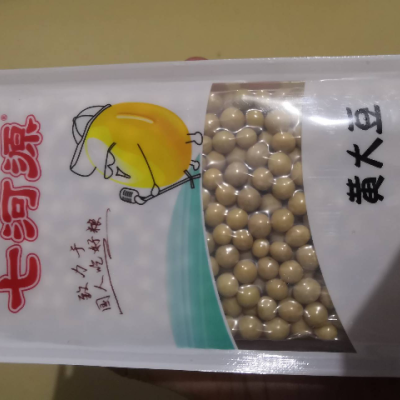 七河源
致力于
国人吃好粮
黄大豆